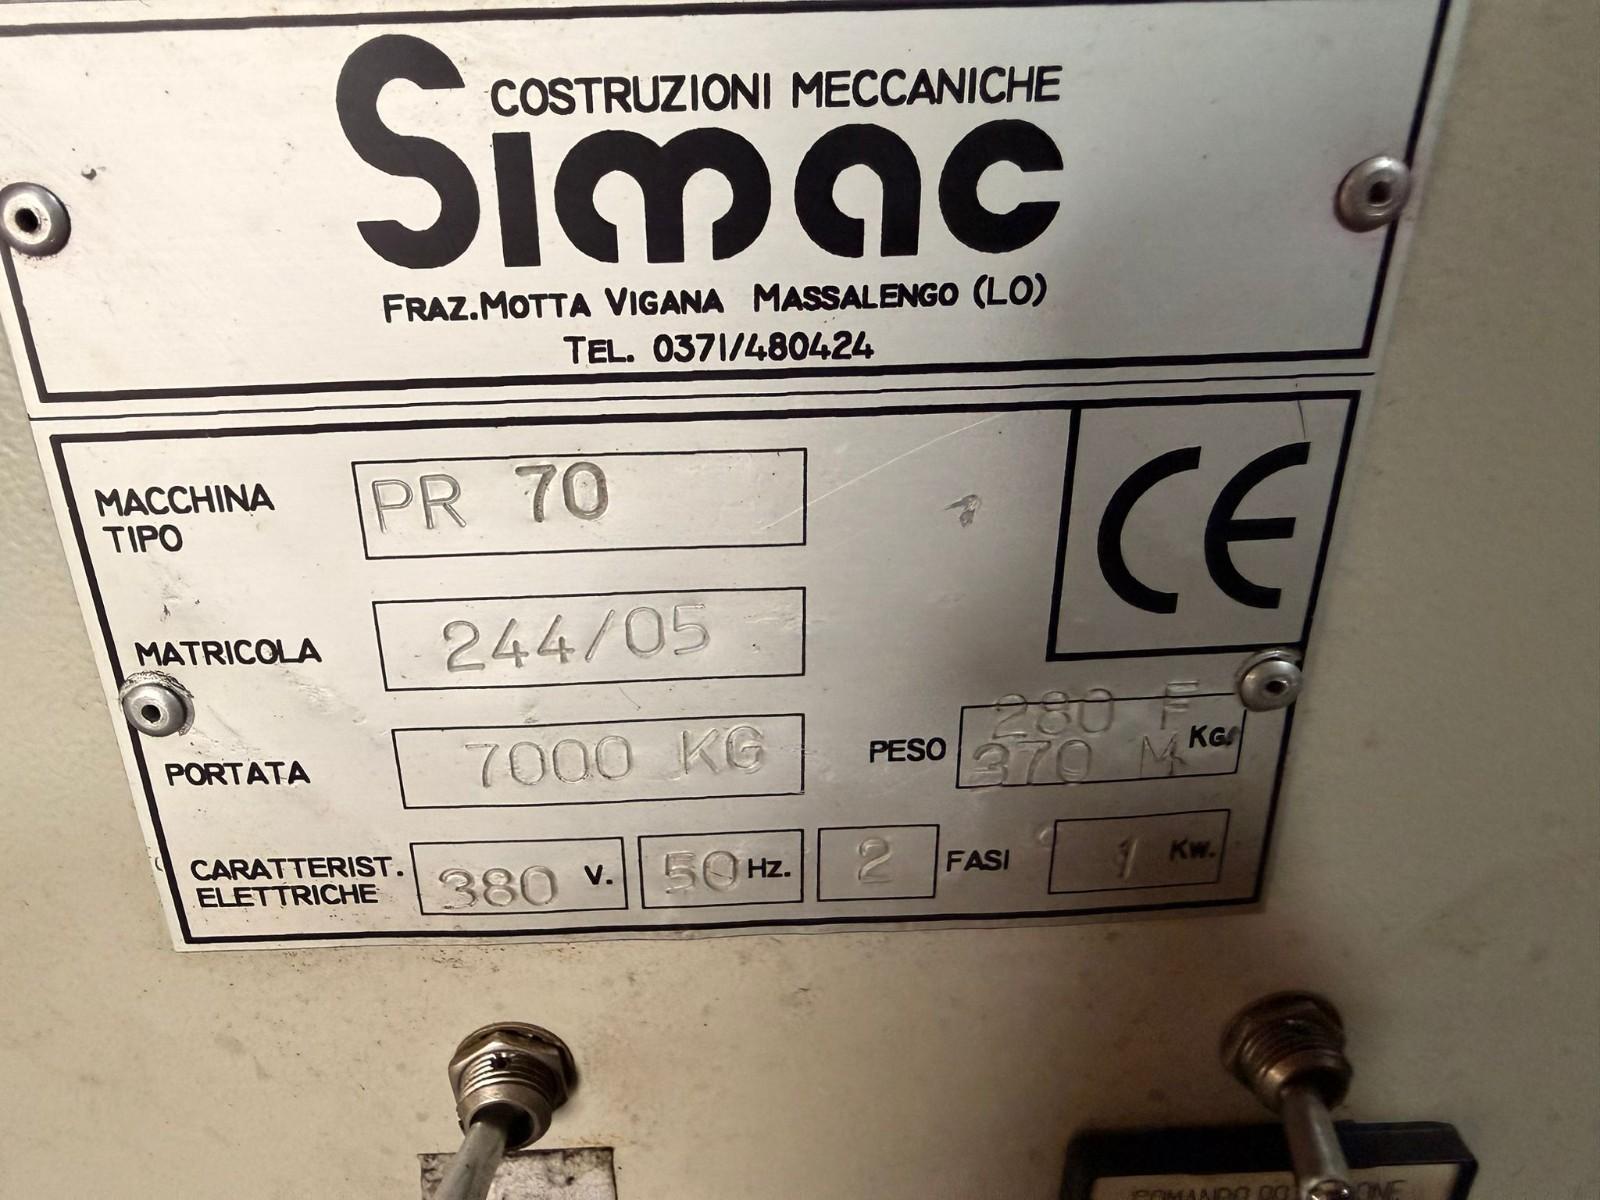 COSTRUZIONI MECCANICHE
Simac
FRAZ. MOTTA VIGANA MASSALENGO (LO)
TEL. 0371/480424
CE
MACCHINA TIPO PR 70
MATRICOLA 244/05
PORTATA 7000 KG
PESO 280 F 370 M KG.
CARATTERIST. ELETTRICHE 380 V. 50 HZ. 2 FASI 1 KW.
COMANDO